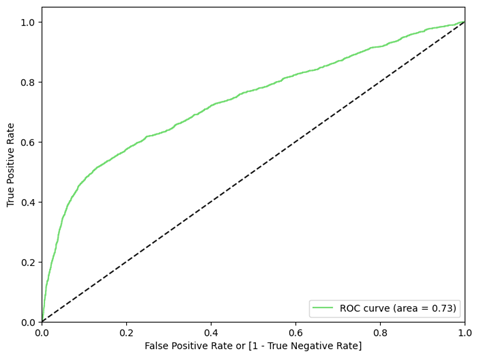 1.0
0.8
0.6
0.4
0.2
0.0
True Positive Rate
0.0 0.2 0.4 0.6 0.8 1.0
False Positive Rate or [1 - True Negative Rate]
ROC curve (area = 0.73)